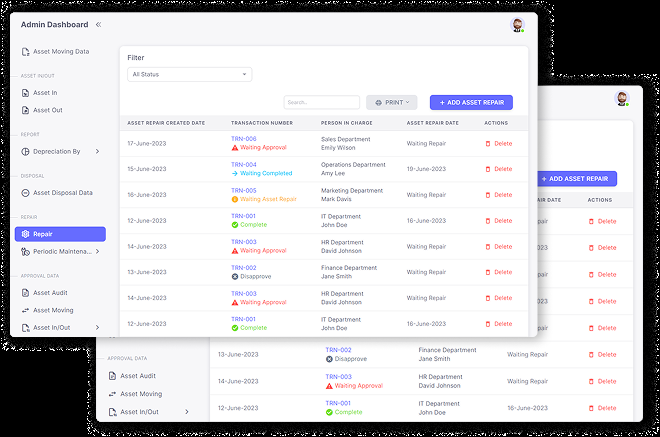 Admin Dashboard
Asset Moving Data
ASSET IN/OUT
Asset In
Asset Out
REPORT
Depreciation By
DISPOSAL
Asset Disposal Data
REPAIR
Repair
Periodic Maintena...
APPROVAL DATA
Asset Audit
Asset Moving
Asset In/Out
Filter
All Status
Search...
PRINT
+ ADD ASSET REPAIR
ASSET REPAIR CREATED DATE TRANSACTION NUMBER PERSON IN CHARGE ASSET REPAIR DATE ACTIONS
17-June-2023 TRN-006 Sales Department Waiting Repair Delete
Waiting Approval Emily Wilson
15-June-2023 TRN-004 Operations Department 19-June-2023 Delete
Waiting Completed Amy Lee
16-June-2023 TRN-005 Marketing Department Waiting Repair Delete
Waiting Asset Repair Mark Davis
12-June-2023 TRN-001 IT Department 16-June-2023 Delete
Complete John Doe
14-June-2023 TRN-003 HR Department Waiting Repair Delete
Waiting Approval David Johnson
13-June-2023 TRN-002 Finance Department Waiting Repair Delete
Disapprove Jane Smith
14-June-2023 TRN-003 HR Department Waiting Repair Delete
Waiting Approval David Johnson
12-June-2023 TRN-001 IT Department 16-June-2023 Delete
Complete John Doe
+ ADD ASSET REPAIR
REPAIR DATE ACTIONS
Repair Delete
2023 Delete
Repair Delete
2023 Delete
Repair Delete
APPROVAL DATA
Asset Audit
Asset Moving
Asset In/Out
13-June-2023 TRN-002 Finance Department Waiting Repair Delete
Disapprove Jane Smith
14-June-2023 TRN-003 HR Department Waiting Repair Delete
Waiting Approval David Johnson
12-June-2023 TRN-001 IT Department 16-June-2023 Delete
Complete John Doe